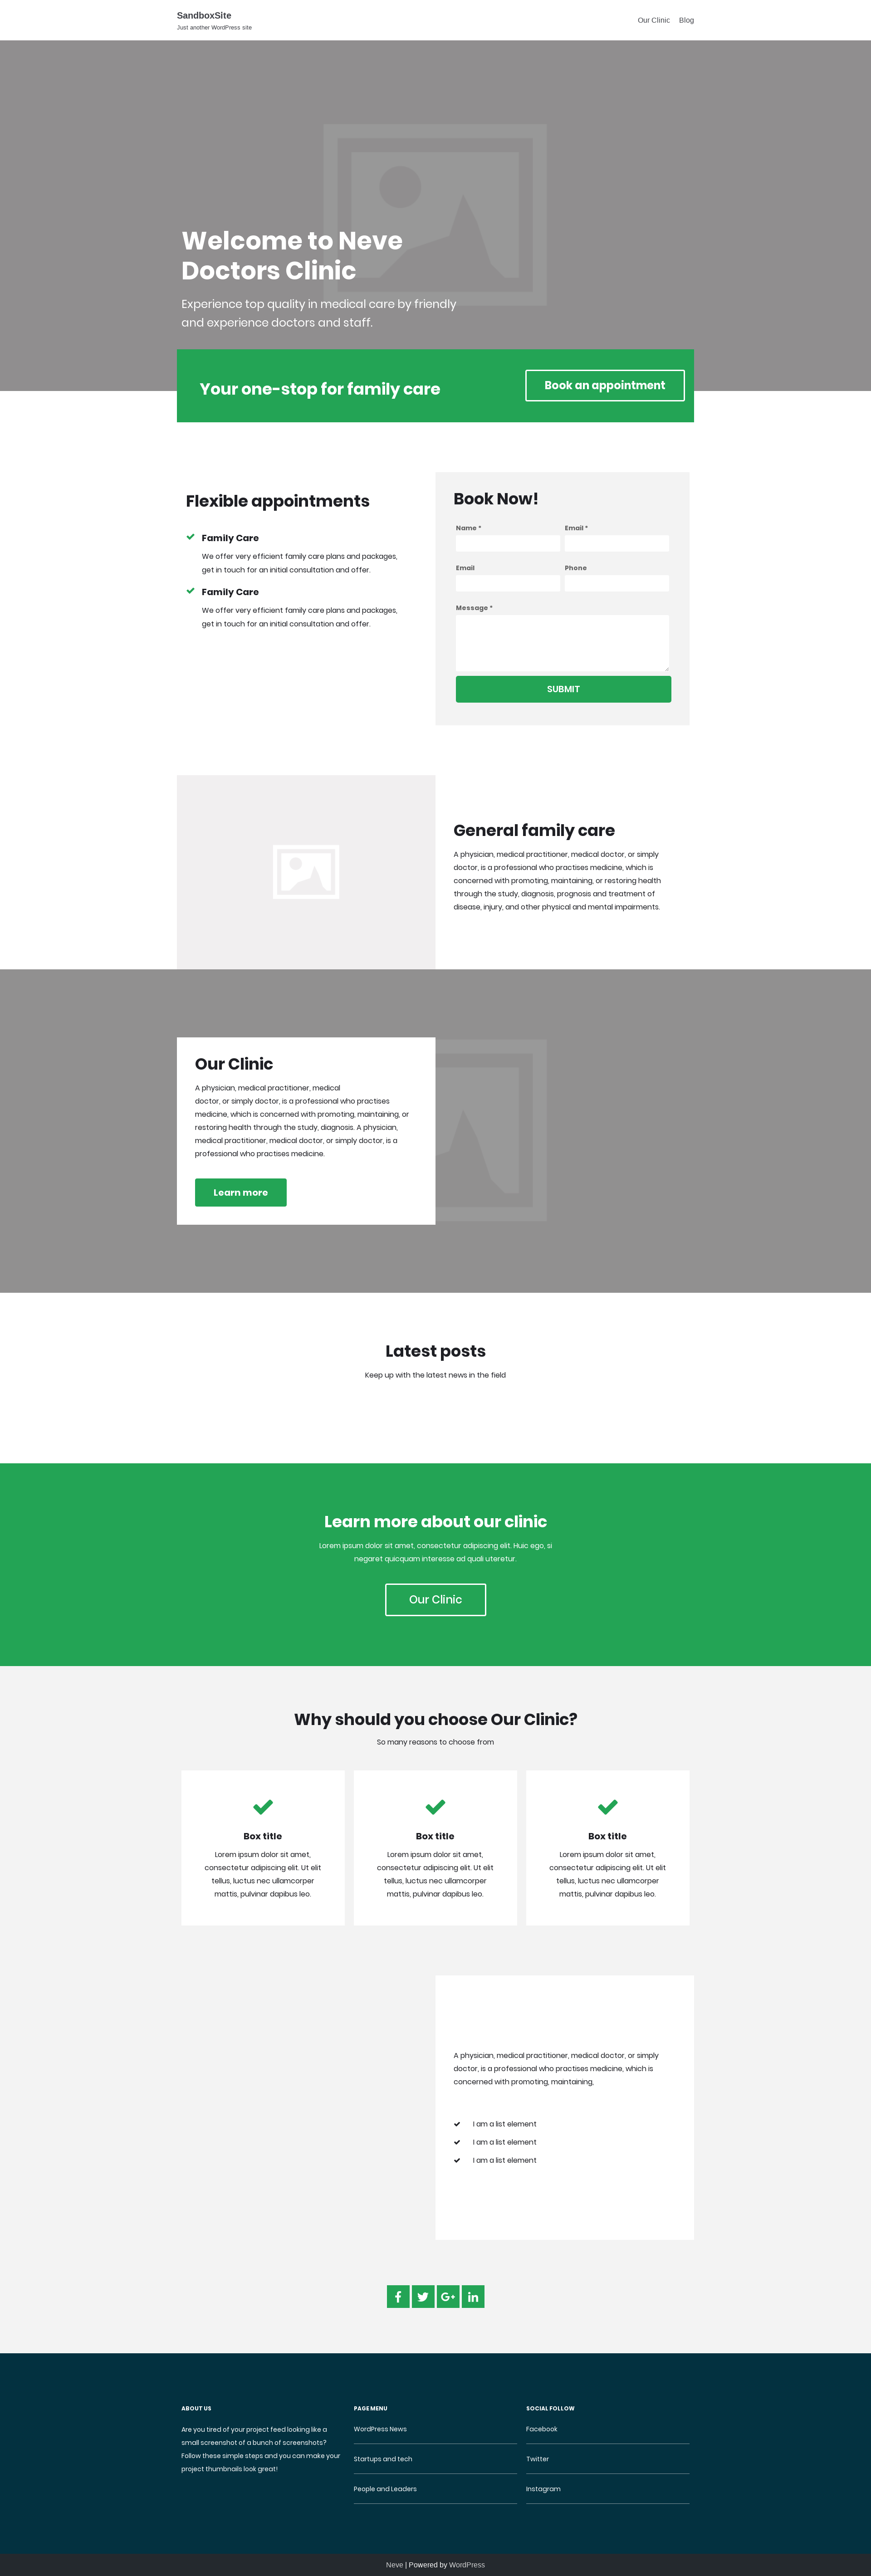 SandboxSite
Just another WordPress site
Our Clinic
Blog
Welcome to Neve
Doctors Clinic
Experience top quality in medical care by friendly
and experience doctors and staff.
Your one-stop for family care
Book an appointment
Flexible appointments
Family Care
We offer very efficient family care plans and packages,
get in touch for an initial consultation and offer.
Family Care
We offer very efficient family care plans and packages,
get in touch for an initial consultation and offer.
Book Now!
Name *
Email *
Email
Phone
Message *
SUBMIT
General family care
A physician, medical practitioner, medical doctor, or simply
doctor, is a professional who practises medicine, which is
concerned with promoting, maintaining, or restoring health
through the study, diagnosis, prognosis and treatment of
disease, injury, and other physical and mental impairments.
Our Clinic
A physician, medical practitioner, medical
doctor, or simply doctor, is a professional who practises
medicine, which is concerned with promoting, maintaining, or
restoring health through the study, diagnosis. A physician,
medical practitioner, medical doctor, or simply doctor, is a
professional who practises medicine.
Learn more
Latest posts
Keep up with the latest news in the field
Learn more about our clinic
Lorem ipsum dolor sit amet, consectetur adipiscing elit. Huic ego, si
negaret quicquam interesse ad quali uteretur.
Our Clinic
Why should you choose Our Clinic?
So many reasons to choose from
Box title
Lorem ipsum dolor sit amet,
consectetur adipiscing elit. Ut elit
tellus, luctus nec ullamcorper
mattis, pulvinar dapibus leo.
Box title
Lorem ipsum dolor sit amet,
consectetur adipiscing elit. Ut elit
tellus, luctus nec ullamcorper
mattis, pulvinar dapibus leo.
Box title
Lorem ipsum dolor sit amet,
consectetur adipiscing elit. Ut elit
tellus, luctus nec ullamcorper
mattis, pulvinar dapibus leo.
A physician, medical practitioner, medical doctor, or simply
doctor, is a professional who practises medicine, which is
concerned with promoting, maintaining,
I am a list element
I am a list element
I am a list element
ABOUT US
Are you tired of your project feed looking like a
small screenshot of a bunch of screenshots?
Follow these simple steps and you can make your
project thumbnails look great!
PAGE MENU
WordPress News
Startups and tech
People and Leaders
SOCIAL FOLLOW
Facebook
Twitter
Instagram
Neve | Powered by WordPress